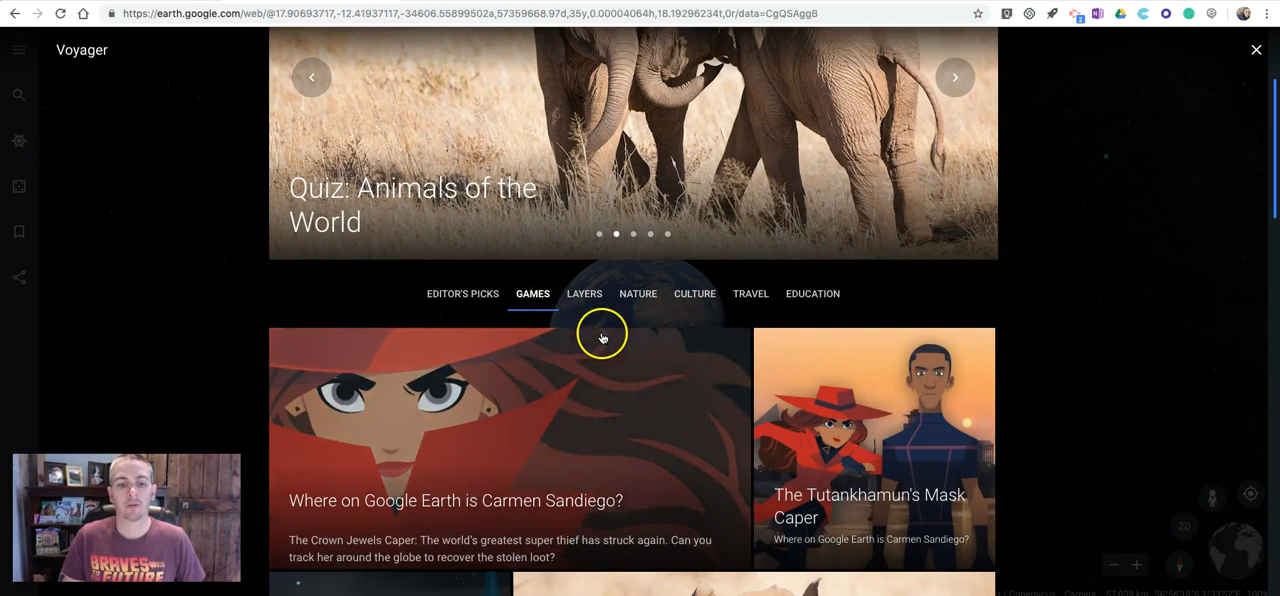 https://earth.google.com/web/@17.90693717,-12.41937117,-34606.55899502a,57359668.97d,35y,0.00004064h,18.19296234t,0r/data=CgQSAggB
2
Voyager
Quiz: Animals of the
World
EDITOR'S PICKS GAMES LAYERS NATURE CULTURE TRAVEL EDUCATION
Where on Google Earth is Carmen Sandiego?
The Crown Jewels Caper: The world's greatest super thief has struck again. Can you
track her around the globe to recover the stolen loot?
The Tutankhamun's Mask
Caper
Where on Google Earth is Carmen Sandiego?
2D
BRAVES
FUTURE